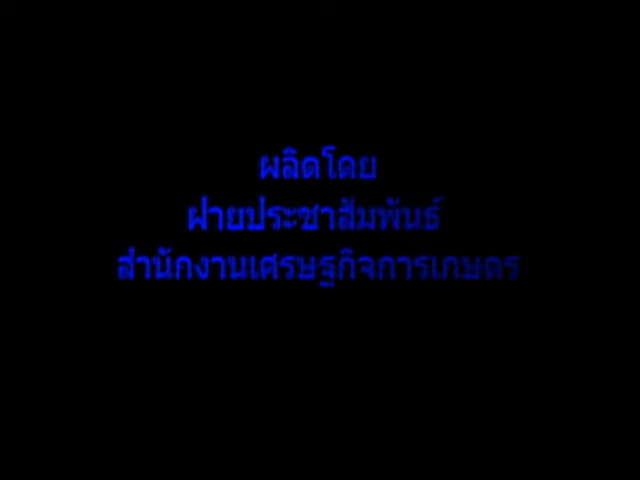 ผลิตโดย
ฝ่ายประชาสัมพันธ์
สำนักงานเศรษฐกิจการเกษตร